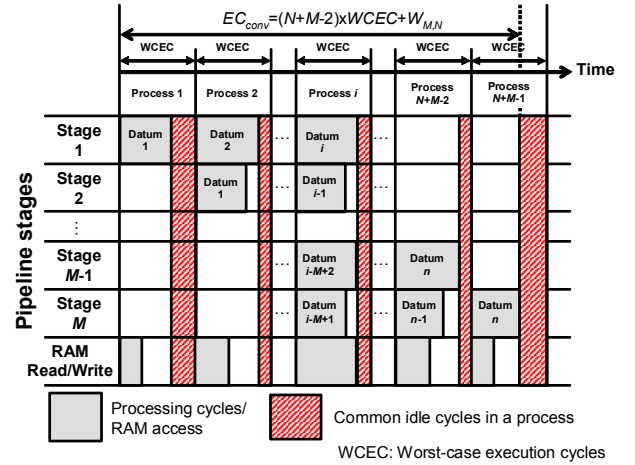 EC_conv=(N+M-2)xWCEC+W_M,N
WCEC WCEC WCEC WCEC WCEC
Time
Process 1 Process 2 Process i Process N+M-2 Process N+M-1
Pipeline stages
Stage 1 Datum 1 Datum 2 ... Datum i ...
Stage 2 Datum 1 ... Datum i-1 ...
⋮
Stage M-1 ... Datum i-M+2 ... Datum n
Stage M ... Datum i-M+1 ... Datum n-1 Datum n
RAM Read/Write
Processing cycles/
RAM access
Common idle cycles in a process
WCEC: Worst-case execution cycles